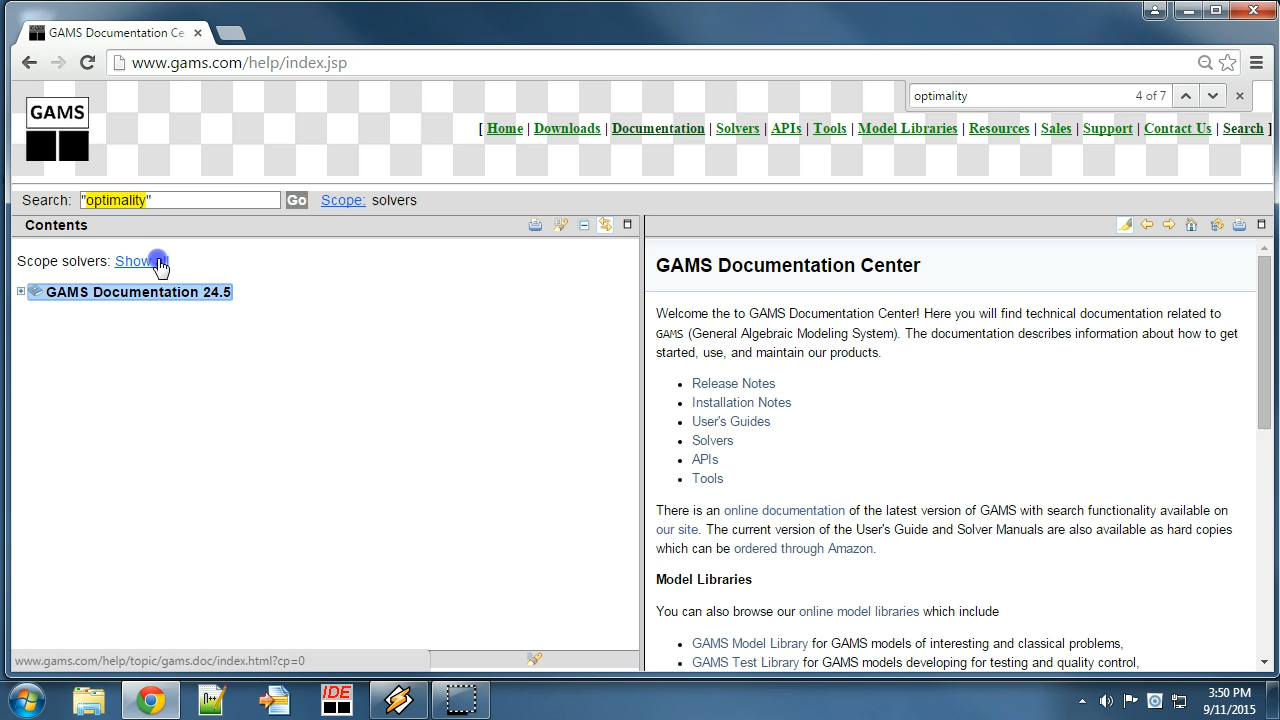 GAMS Documentation Ce
www.gams.com/help/index.jsp
optimality 4 of 7
GAMS
[ Home | Downloads | Documentation | Solvers | APIs | Tools | Model Libraries | Resources | Sales | Support | Contact Us | Search ]
Search: "optimality" Go Scope: solvers
Contents
Scope solvers: Show
GAMS Documentation 24.5
GAMS Documentation Center
Welcome the to GAMS Documentation Center! Here you will find technical documentation related to
GAMS (General Algebraic Modeling System). The documentation describes information about how to get
started, use, and maintain our products.
• Release Notes
• Installation Notes
• User's Guides
• Solvers
• APIs
• Tools
There is an online documentation of the latest version of GAMS with search functionality available on
our site. The current version of the User's Guide and Solver Manuals are also available as hard copies
which can be ordered through Amazon.
Model Libraries
You can also browse our online model libraries which include
• GAMS Model Library for GAMS models of interesting and classical problems,
• GAMS Test Library for GAMS models developing for testing and quality control,
www.gams.com/help/topic/gams.doc/index.html?cp=0
IDE
3:50 PM
9/11/2015